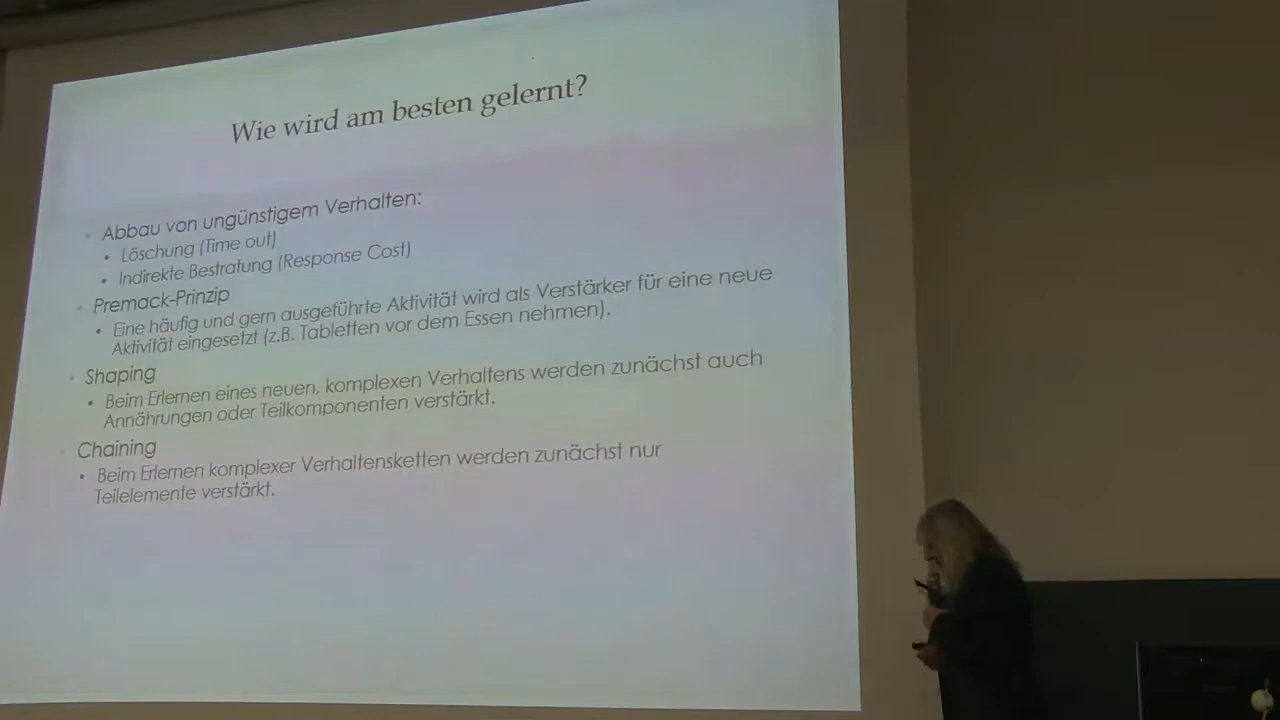 Wie wird am besten gelernt?
Abbau von ungünstigem Verhalten:
Löschung (Time out)
Indirekte Bestrafung (Response Cost)
Premack-Prinzip
Eine häufig und gern ausgeführte Aktivität wird als Verstärker für eine neue
Aktivität eingesetzt (z.B. Tabletten vor dem Essen nehmen).
Shaping
Beim Erlernen eines neuen, komplexen Verhaltens werden zunächst auch
Annährungen oder Teilkomponenten verstärkt.
Chaining
Beim Erlernen komplexer Verhaltensketten werden zunächst nur
Teilelemente verstärkt.